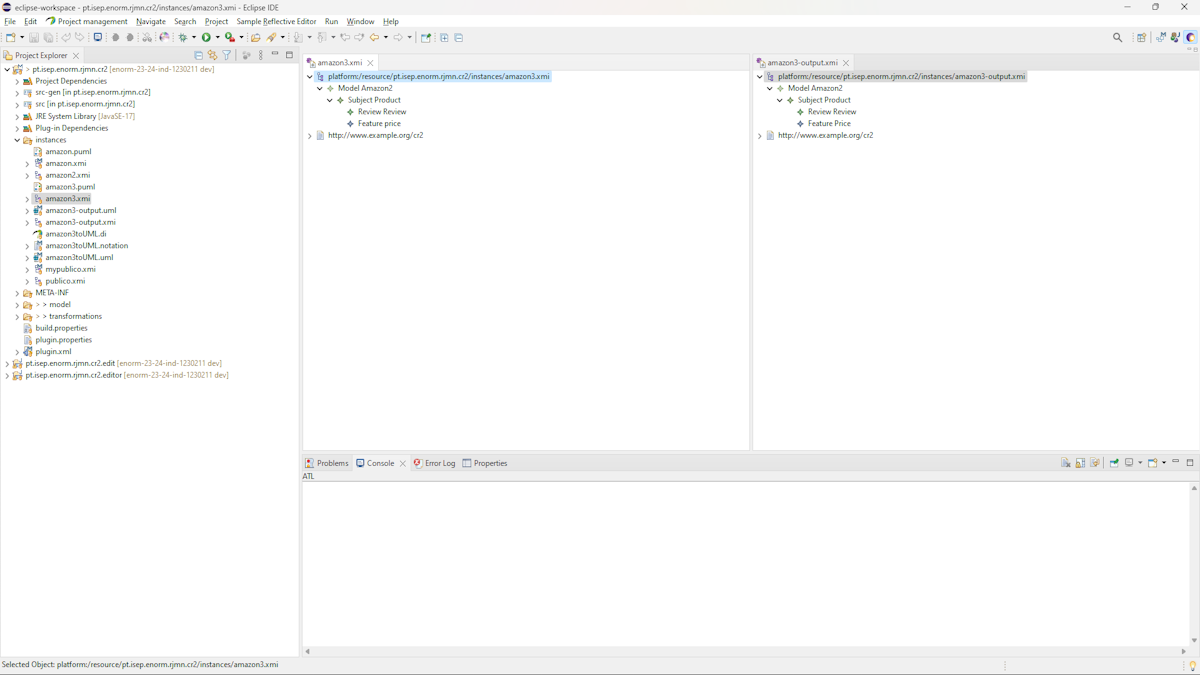 eclipse-workspace - pt.isep.enorm.rjmn.cr2/instances/amazon3.xmi - Eclipse IDE
File Edit Project management Navigate Search Project Sample Reflective Editor Run Window Help
Project Explorer
> pt.isep.enorm.rjmn.cr2 [enorm-23-24-ind-1230211 dev]
Project Dependencies
src-gen [in pt.isep.enorm.rjmn.cr2]
src [in pt.isep.enorm.rjmn.cr2]
JRE System Library [JavaSE-17]
Plug-in Dependencies
instances
amazon.puml
amazon.xmi
amazon2.xmi
amazon3.puml
amazon3.xmi
amazon3-output.uml
amazon3-output.xmi
amazon3toUML.di
amazon3toUML.notation
amazon3toUML.uml
mypublico.xmi
publico.xmi
META-INF
> model
> transformations
build.properties
plugin.properties
plugin.xml
pt.isep.enorm.rjmn.cr2.edit [enorm-23-24-ind-1230211 dev]
pt.isep.enorm.rjmn.cr2.editor [enorm-23-24-ind-1230211 dev]
amazon3.xmi
platform:/resource/pt.isep.enorm.rjmn.cr2/instances/amazon3.xmi
Model Amazon2
Subject Product
Review Review
Feature price
http://www.example.org/cr2
amazon3-output.xmi
platform:/resource/pt.isep.enorm.rjmn.cr2/instances/amazon3-output.xmi
Model Amazon2
Subject Product
Review Review
Feature Price
http://www.example.org/cr2
Problems Console Error Log Properties
ATL
Selected Object: platform:/resource/pt.isep.enorm.rjmn.cr2/instances/amazon3.xmi